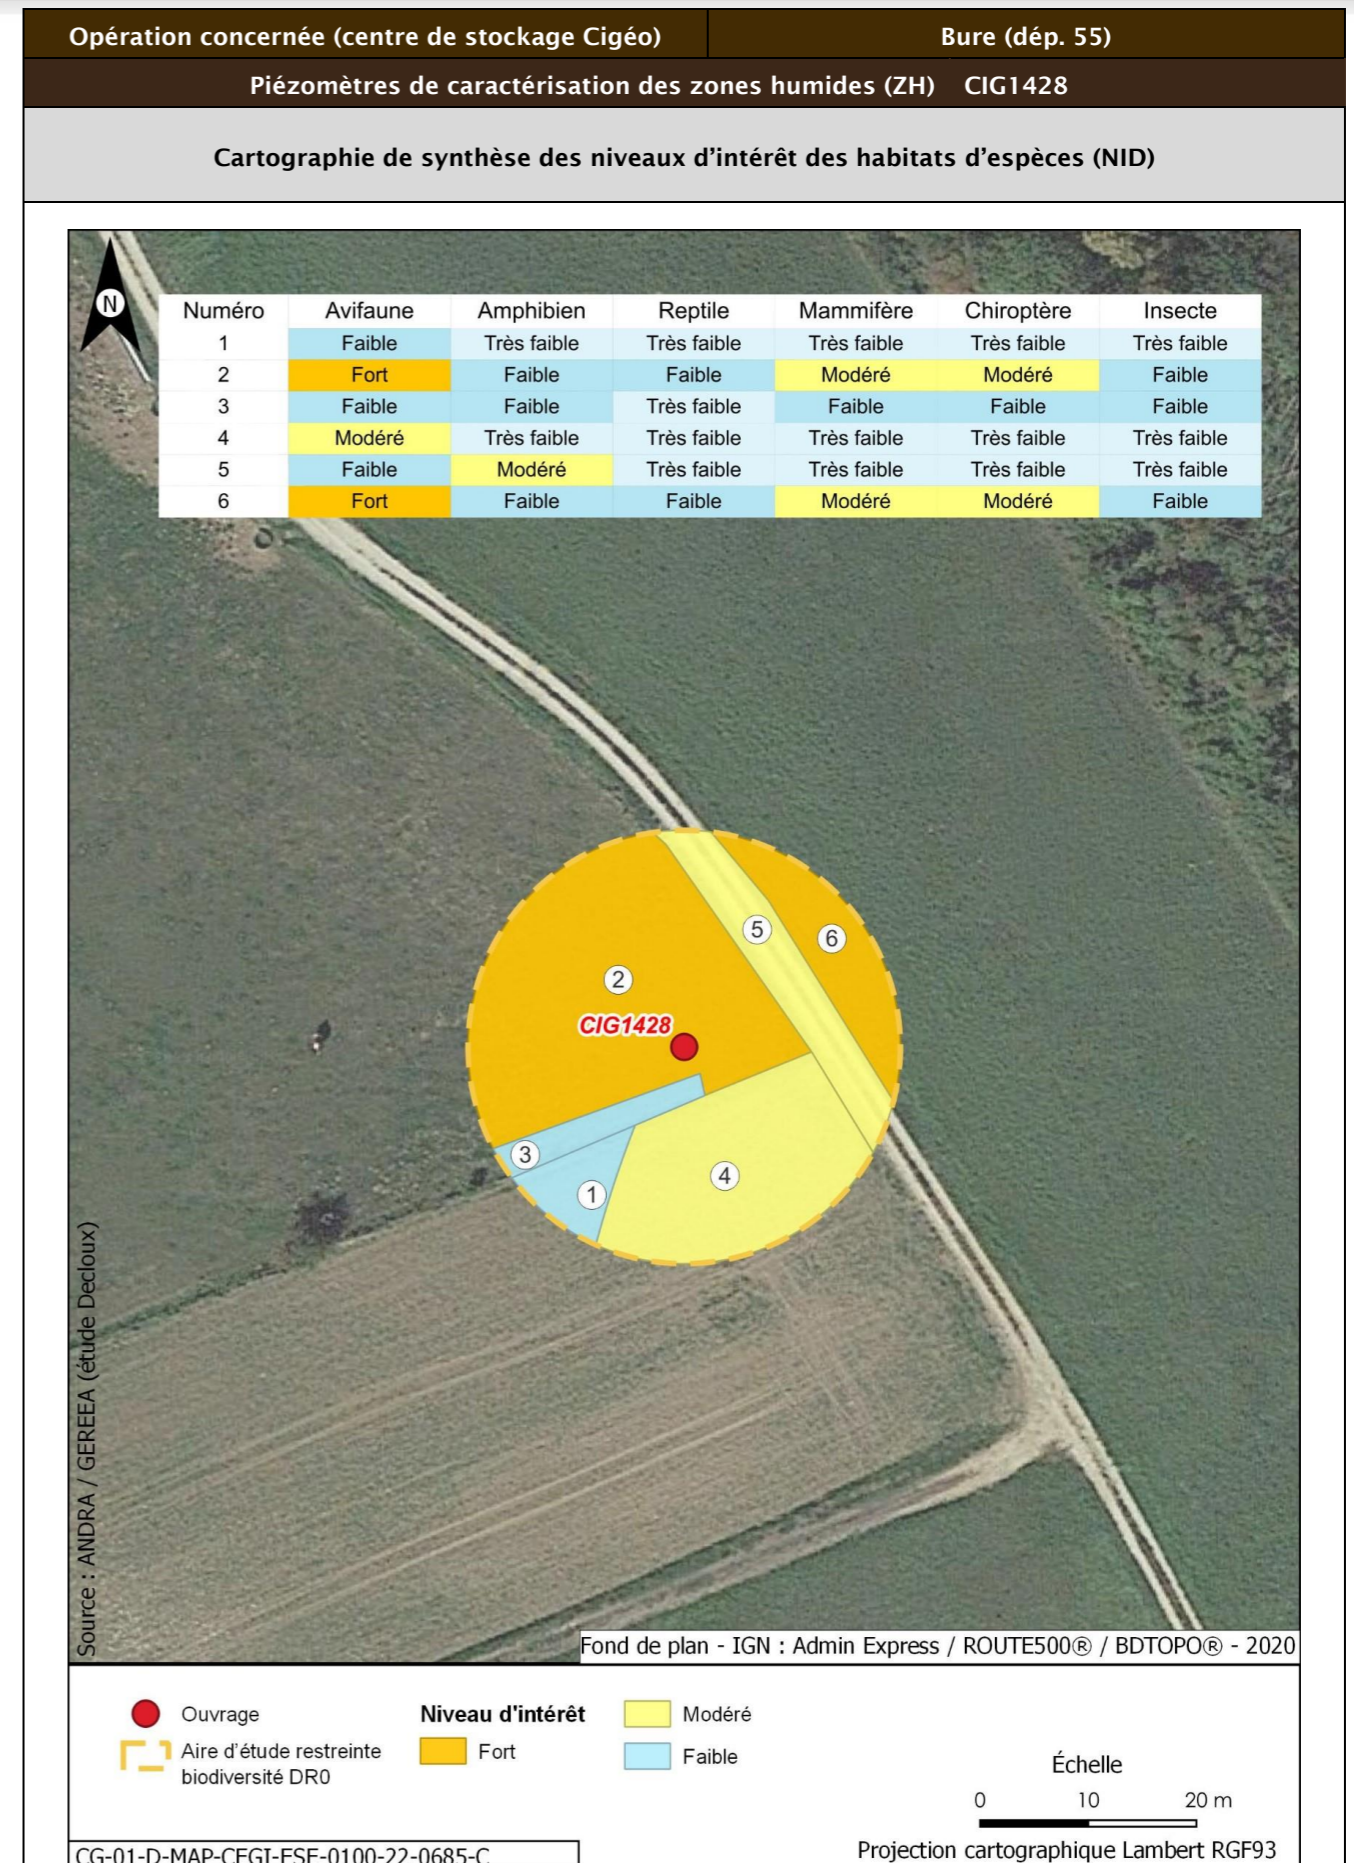 Opération concernée (centre de stockage Cigéo) Bure (dép. 55)
Piézomètres de caractérisation des zones humides (ZH) CIG1428
Cartographie de synthèse des niveaux d’intérêt des habitats d’espèces (NID)
N
Numéro Avifaune Amphibien Reptile Mammifère Chiroptère Insecte
1 Faible Très faible Très faible Très faible Très faible Très faible
2 Fort Faible Faible Modéré Modéré Faible
3 Faible Faible Très faible Faible Faible Faible
4 Modéré Très faible Très faible Très faible Très faible Très faible
5 Faible Modéré Très faible Très faible Très faible Très faible
6 Fort Faible Faible Modéré Modéré Faible
5
6
2
CIG1428
3
4
1
Source : ANDRA / GEREEA (étude Decloux)
Fond de plan - IGN : Admin Express / ROUTE500® / BDTOPO® - 2020
Ouvrage
Aire d’étude restreinte
biodiversité DR0
Niveau d'intérêt
Fort
Modéré
Faible
Échelle
0 10 20 m
Projection cartographique Lambert RGF93
CG-01-D-MAP-CEGI-ESE-0100-22-0685-C